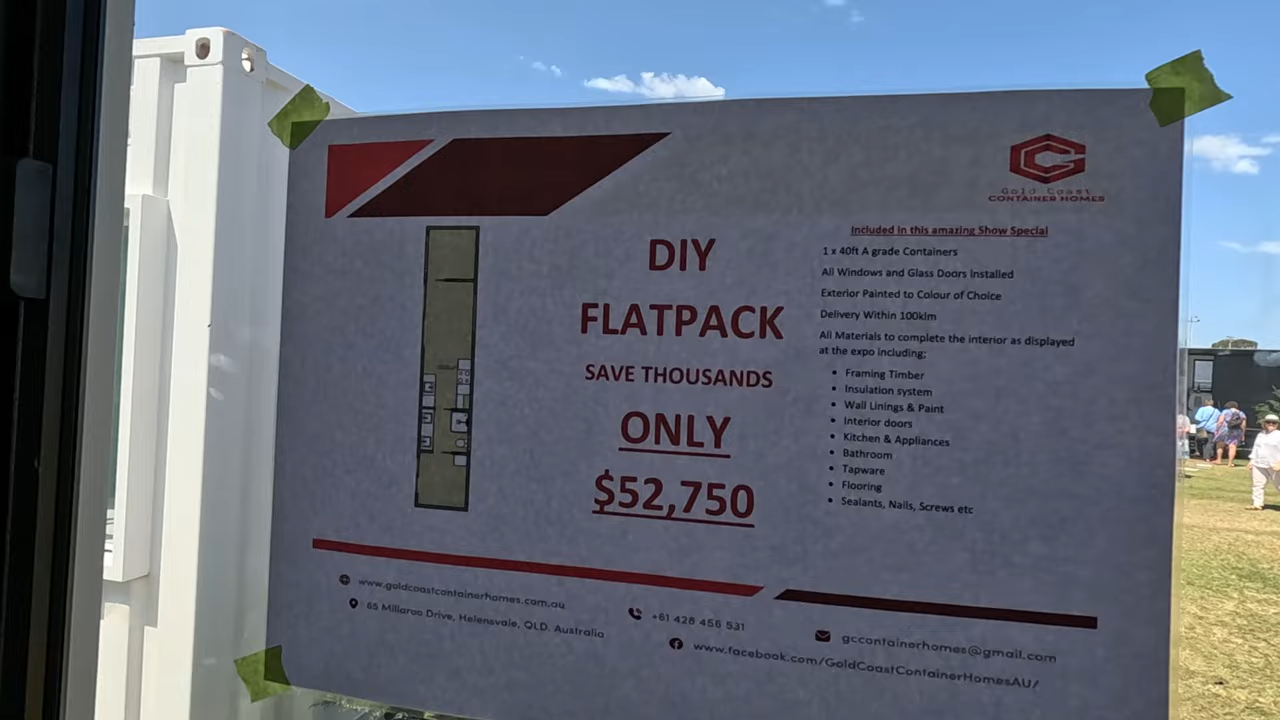 Gold Coast
CONTAINER HOMES
DIY
FLATPACK
SAVE THOUSANDS
ONLY
$52,750
Included in this amazing Show Special
1 x 40ft A grade Containers
All Windows and Glass Doors Installed
Exterior Painted to Colour of Choice
Delivery Within 100klm
All Materials to complete the interior as displayed
at the expo including;
• Framing Timber
• Insulation system
• Wall Linings & Paint
• Interior doors
• Kitchen & Appliances
• Bathroom
• Tapware
• Flooring
• Sealants, Nails, Screws etc
www.goldcoastcontainerhomes.com.au
65 Millaroo Drive, Helensvale, QLD. Australia
+61 428 456 531
gccontainerhomes@gmail.com
www.facebook.com/GoldCoastContainerHomesAU/